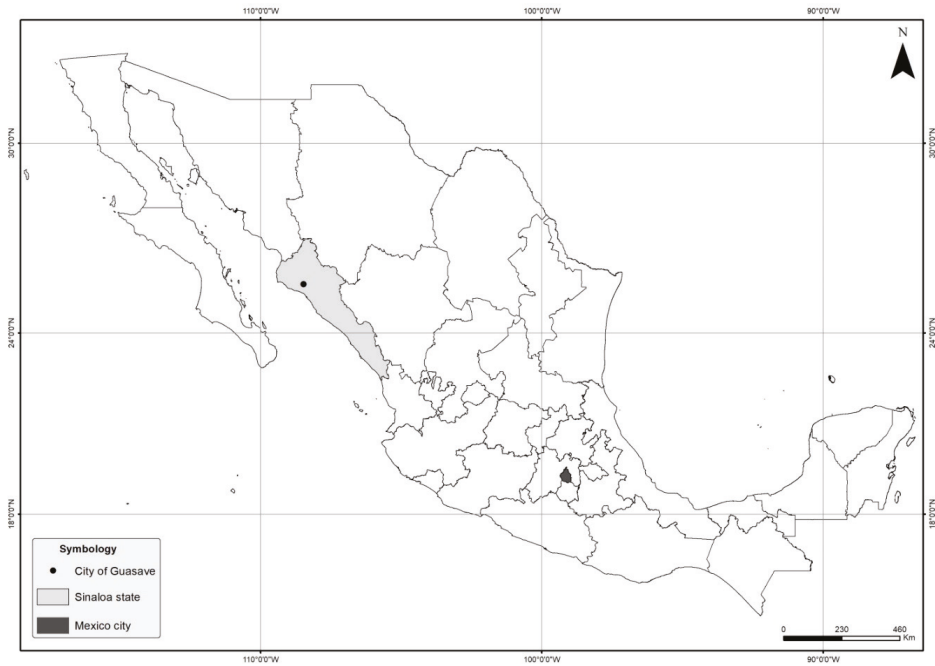 110°0'0"W 100°0'0"W 90°0'0"W
N
30°0'0"N 30°0'0"N
24°0'0"N 24°0'0"N
18°0'0"N 18°0'0"N
Symbology
City of Guasave
Sinaloa state
Mexico city
0 230 460
Km
110°0'0"W 100°0'0"W 90°0'0"W